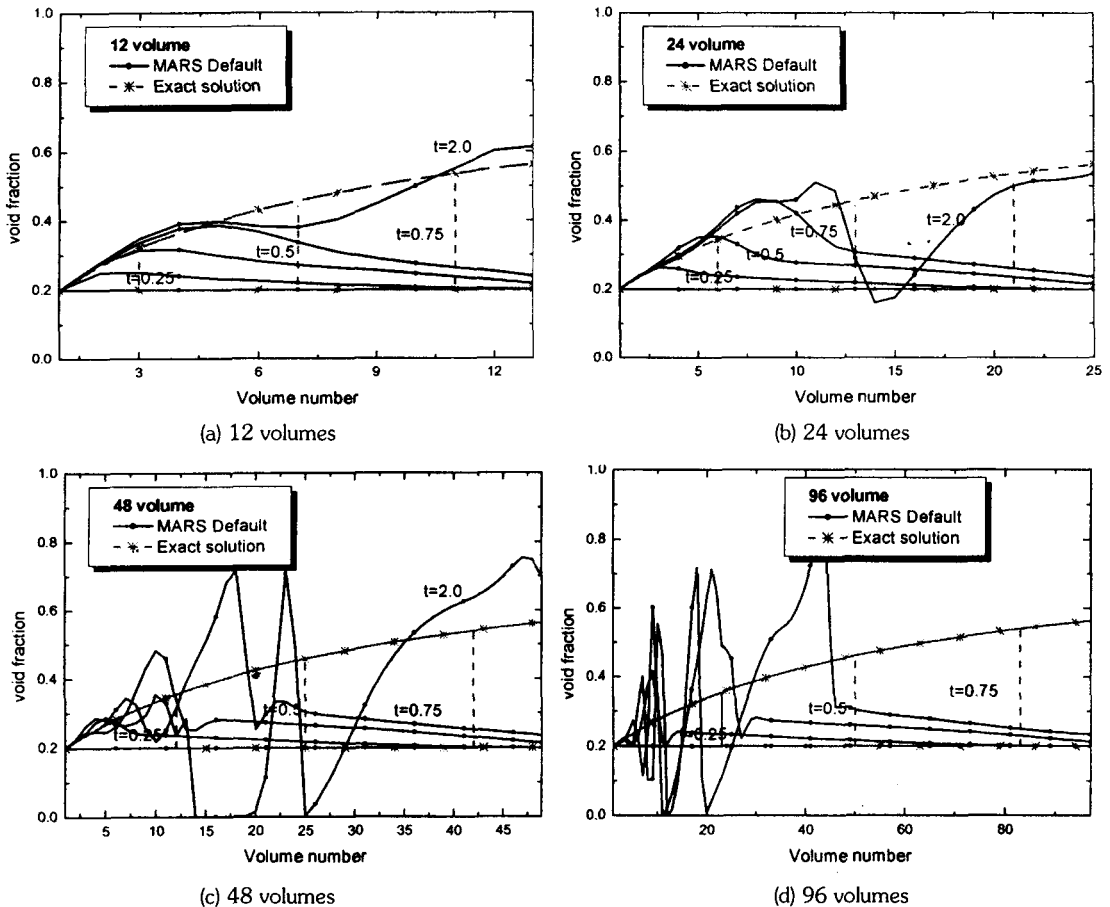 1.0
0.8
0.6
0.4
0.2
0.0
void fraction
12 volume
MARS Default
Exact solution
t=2.0
t=0.75
t=0.5
t=0.25
3
6
9
12
Volume number
(a) 12 volumes
1.0
0.8
0.6
0.4
0.2
0.0
void fraction
24 volume
MARS Default
Exact solution
t=2.0
t=0.75
t=0.5
t=0.25
5
10
15
20
25
Volume number
(b) 24 volumes
1.0
0.8
0.6
0.4
0.2
0.0
void fraction
48 volume
MARS Default
Exact solution
t=2.0
t=0.75
t=0.5
t=0.25
5
10
15
20
25
30
35
40
45
Volume number
(c) 48 volumes
1.0
0.8
0.6
0.4
0.2
0.0
void fraction
96 volume
MARS Default
Exact solution
t=0.75
t=0.5
t=0.25
20
40
60
80
Volume number
(d) 96 volumes